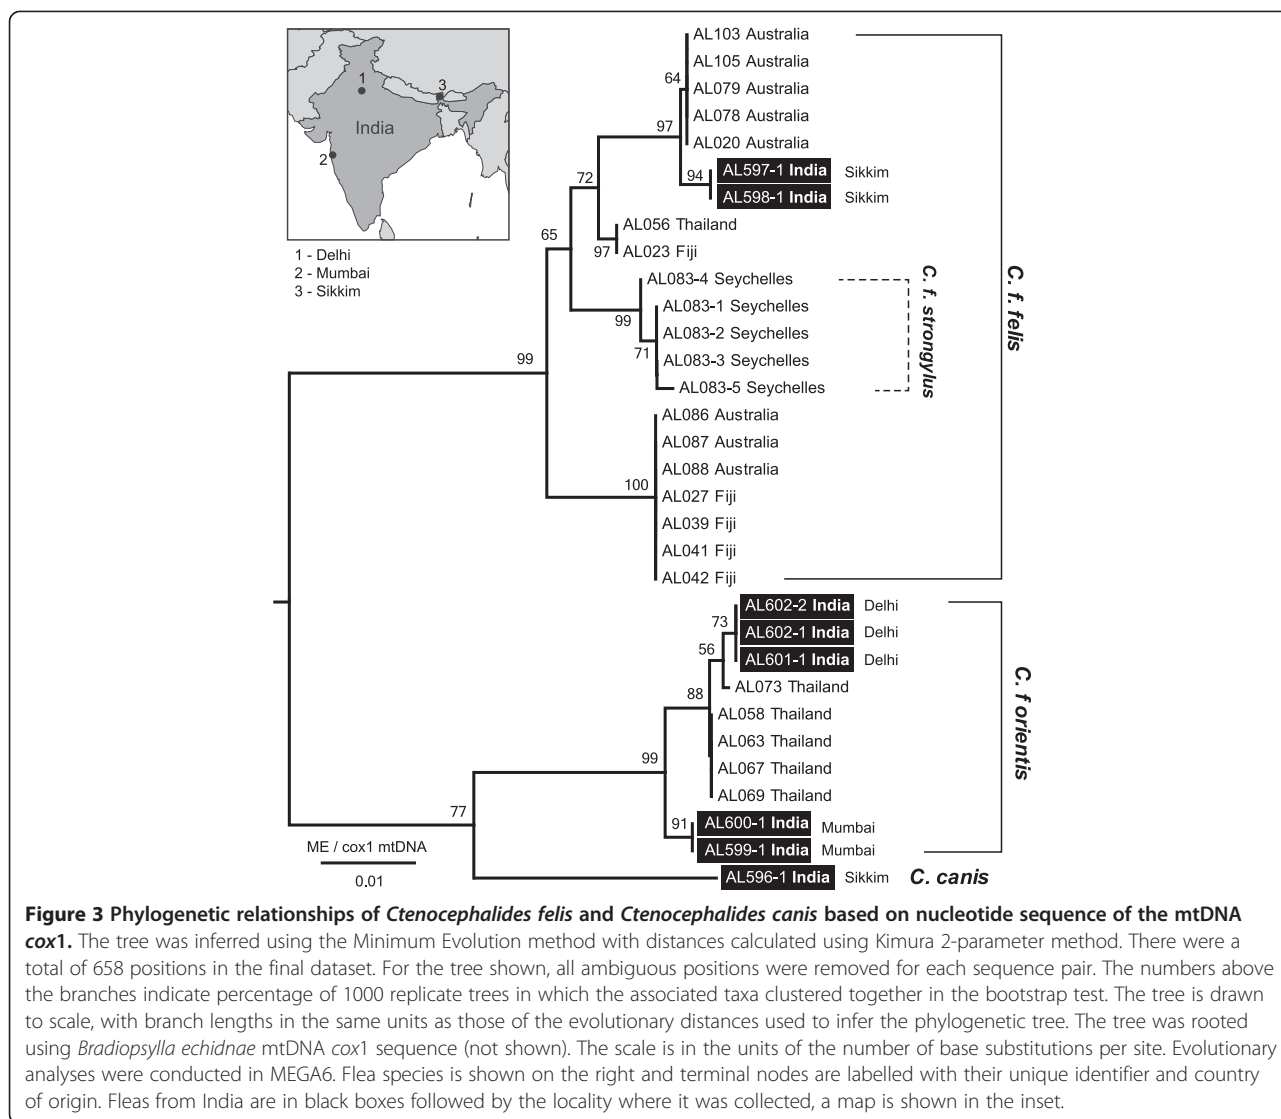 1
3
India
2
1 - Delhi
2 - Mumbai
3 - Sikkim
AL103 Australia
AL105 Australia
64
AL079 Australia
AL078 Australia
97
AL020 Australia
AL597-1 India Sikkim
94
AL598-1 India Sikkim
72
AL056 Thailand
65
97
AL023 Fiji
AL083-4 Seychelles
AL083-1 Seychelles
99
AL083-2 Seychelles
71
AL083-3 Seychelles
99
AL083-5 Seychelles
C. f. strongylus
C. f. felis
AL086 Australia
AL087 Australia
AL088 Australia
100
AL027 Fiji
AL039 Fiji
AL041 Fiji
AL042 Fiji
AL602-2 India Delhi
73
AL602-1 India Delhi
56
AL601-1 India Delhi
AL073 Thailand
88
AL058 Thailand
AL063 Thailand
99
AL067 Thailand
AL069 Thailand
C. f orientis
77
91
AL600-1 India Mumbai
AL599-1 India Mumbai
AL596-1 India Sikkim C. canis
ME / cox1 mtDNA
0.01
Figure 3 Phylogenetic relationships of Ctenocephalides felis and Ctenocephalides canis based on nucleotide sequence of the mtDNA
cox1. The tree was inferred using the Minimum Evolution method with distances calculated using Kimura 2-parameter method. There were a
total of 658 positions in the final dataset. For the tree shown, all ambiguous positions were removed for each sequence pair. The numbers above
the branches indicate percentage of 1000 replicate trees in which the associated taxa clustered together in the bootstrap test. The tree is drawn
to scale, with branch lengths in the same units as those of the evolutionary distances used to infer the phylogenetic tree. The tree was rooted
using Bradiopsylla echidnae mtDNA cox1 sequence (not shown). The scale is in the units of the number of base substitutions per site. Evolutionary
analyses were conducted in MEGA6. Flea species is shown on the right and terminal nodes are labelled with their unique identifier and country
of origin. Fleas from India are in black boxes followed by the locality where it was collected, a map is shown in the inset.